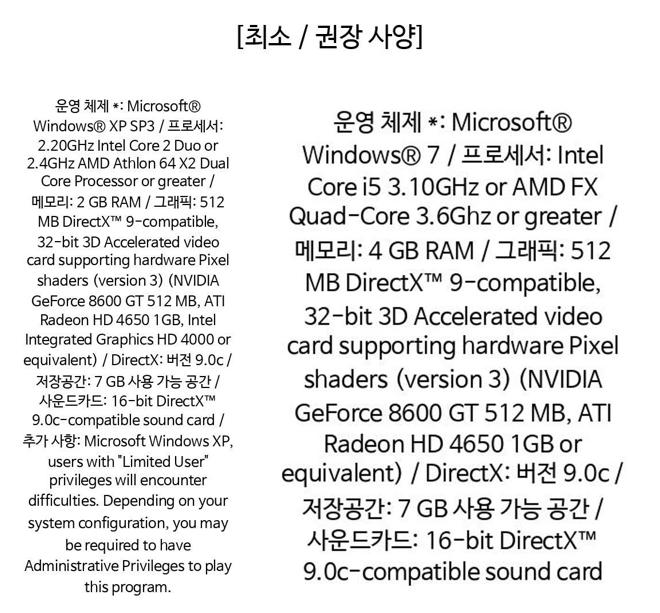 [최소 / 권장 사양]
운영 체제 *: Microsoft®
Windows® XP SP3 / 프로세서:
2.20GHz Intel Core 2 Duo or
2.4GHz AMD Athlon 64 X2 Dual
Core Processor or greater /
메모리: 2 GB RAM / 그래픽: 512
MB DirectX™ 9-compatible,
32-bit 3D Accelerated video
card supporting hardware Pixel
shaders (version 3) (NVIDIA
GeForce 8600 GT 512 MB, ATI
Radeon HD 4650 1GB, Intel
Integrated Graphics HD 4000 or
equivalent) / DirectX: 버전 9.0c /
저장공간: 7 GB 사용 가능 공간 /
사운드카드: 16-bit DirectX™
9.0c-compatible sound card /
추가 사항: Microsoft Windows XP,
users with "Limited User"
privileges will encounter
difficulties. Depending on your
system configuration, you may
be required to have
Administrative Privileges to play
this program.
운영 체제 *: Microsoft®
Windows® 7 / 프로세서: Intel
Core i5 3.10GHz or AMD FX
Quad-Core 3.6Ghz or greater /
메모리: 4 GB RAM / 그래픽: 512
MB DirectX™ 9-compatible,
32-bit 3D Accelerated video
card supporting hardware Pixel
shaders (version 3) (NVIDIA
GeForce 8600 GT 512 MB, ATI
Radeon HD 4650 1GB or
equivalent) / DirectX: 버전 9.0c /
저장공간: 7 GB 사용 가능 공간 /
사운드카드: 16-bit DirectX™
9.0c-compatible sound card